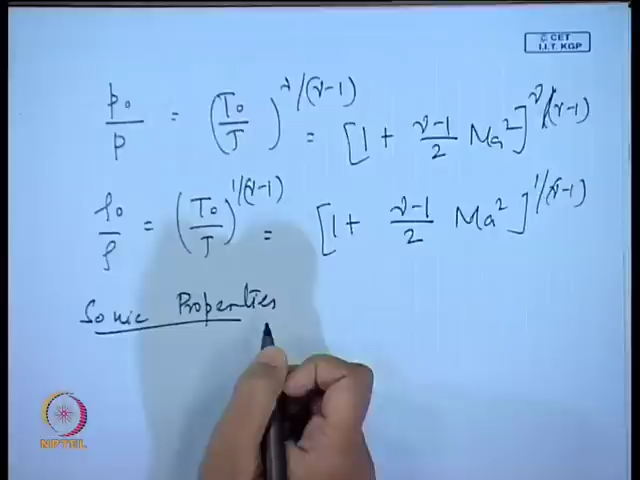 © CET
I.I.T. KGP
p₀/p = (T₀/T)^γ/(γ-1) = [1 + γ-1/2 Ma²]^γ/(γ-1)
ρ₀/ρ = (T₀/T)^1/(γ-1) = [1 + γ-1/2 Ma²]^1/(γ-1)
Sonic Properties
NPTEL